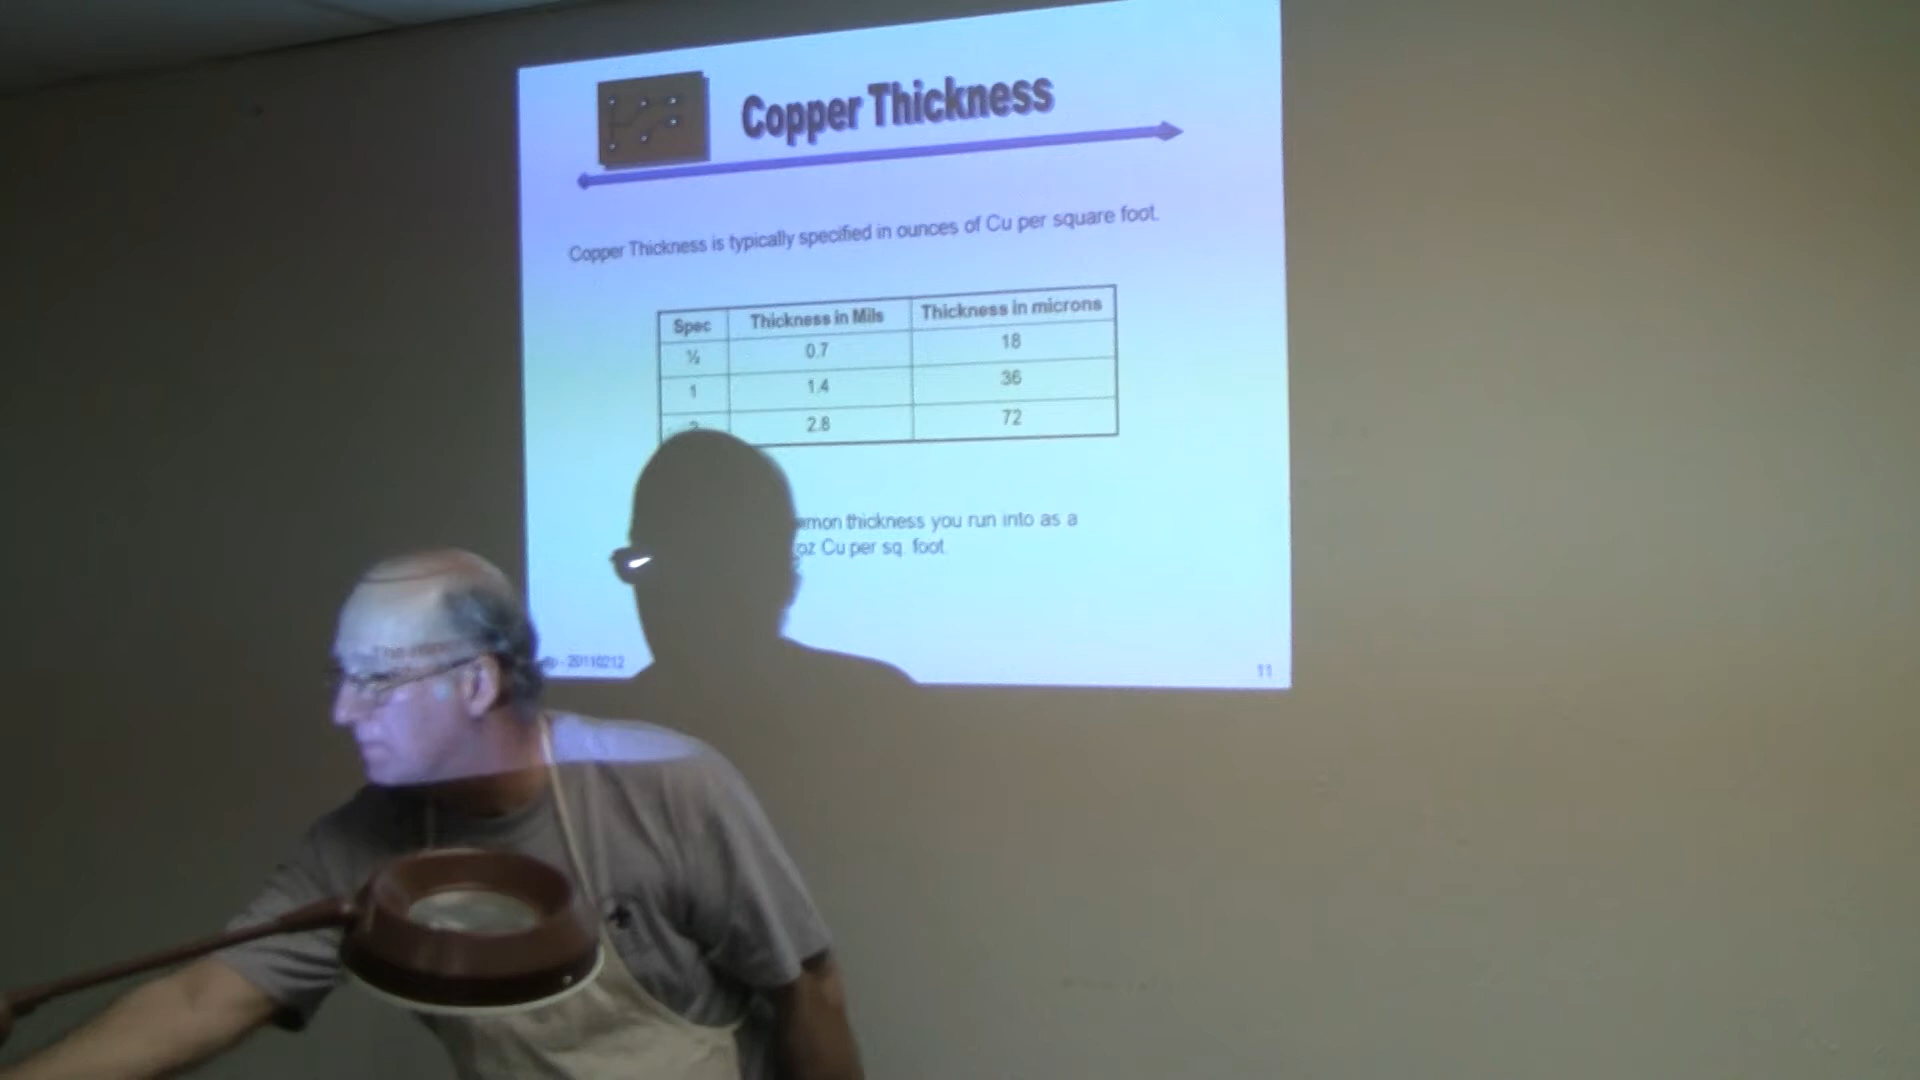 Copper Thickness
Copper Thickness is typically specified in ounces of Cu per square foot.
Spec Thickness in Mils Thickness in microns
½ 0.7 18
1 1.4 36
2.8 72
thickness you run into as a
oz Cu per sq. foot.
20110212
11